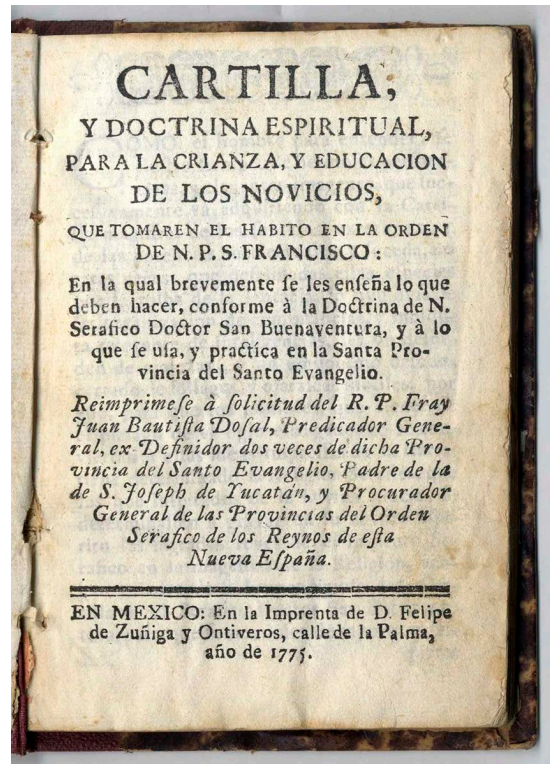 CARTILLA,
Y DOCTRINA ESPIRITUAL,
PARA LA CRIANZA, Y EDUCACION
DE LOS NOVICIOS,
QUE TOMAREN EL HABITO EN LA ORDEN
DE N. P. S. FRANCISCO:
En la qual brevemente ſe les enſeña lo que
deben hacer, conforme à la Doctrina de N.
Serafico Doctor San Buenaventura, y à lo
que ſe uſa, y practica en la Santa Pro-
vincia del Santo Evangelio.
Reimprimeſe à ſolicitud del R. P. Fray
Juan Bautiſta Doſal, Predicador Gene-
ral, ex-Definidor dos veces de dicha Pro-
vincia del Santo Evangelio, Padre de la
de S. Joſeph de Yucatán, y Procurador
General de las Provincias del Orden
Serafico de los Reynos de eſta
Nueva Eſpaña.
EN MEXICO: En la Imprenta de D. Felipe
de Zuñiga y Ontiveros, calle de la Palma,
año de 1775.